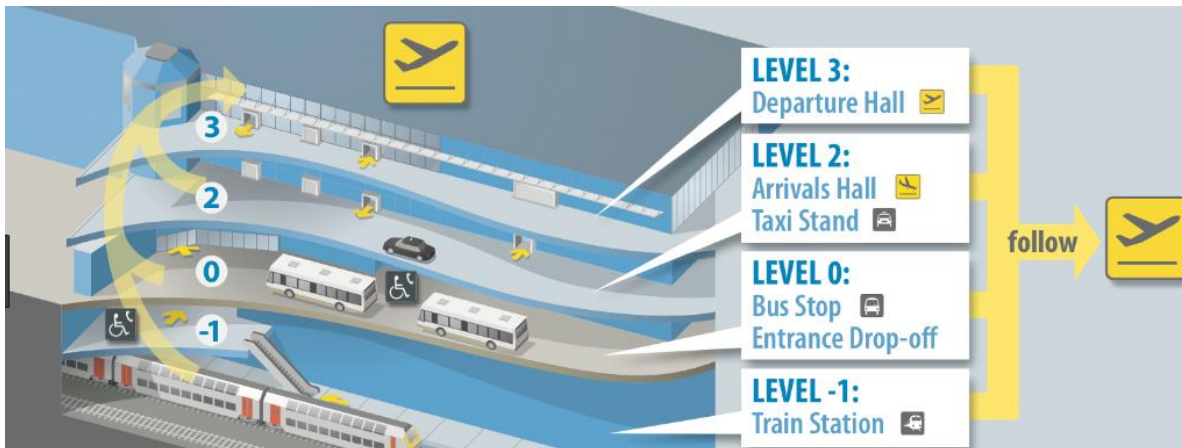 3
2
0
-1
LEVEL 3:
Departure Hall
LEVEL 2:
Arrivals Hall
Taxi Stand
LEVEL 0:
Bus Stop
Entrance Drop-off
LEVEL -1:
Train Station
follow